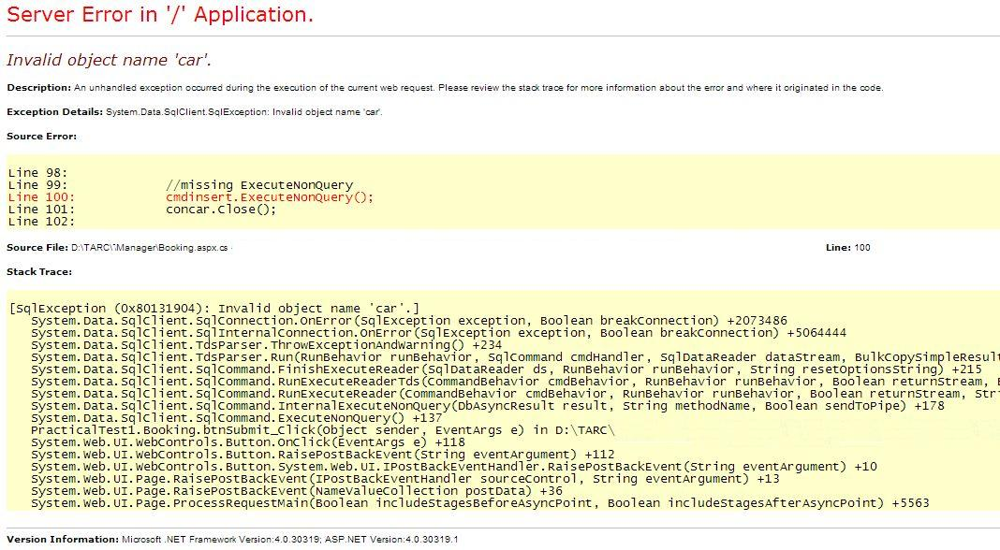 Server Error in '/' Application.
Invalid object name 'car'.
Description: An unhandled exception occurred during the execution of the current web request. Please review the stack trace for more information about the error and where it originated in the code.
Exception Details: System.Data.SqlClient.SqlException: Invalid object name 'car'.
Source Error:
Line 98:
Line 99: //missing ExecuteNonQuery
Line 100: cmdinsert.ExecuteNonQuery();
Line 101: concar.Close();
Line 102:
Source File: D:\TARC\Manager\Booking.aspx.cs Line: 100
Stack Trace:
[SqlException (0x80131904): Invalid object name 'car'.]
System.Data.SqlClient.SqlConnection.OnError(SqlException exception, Boolean breakConnection) +2073486
System.Data.SqlClient.SqlInternalConnection.OnError(SqlException exception, Boolean breakConnection) +5064444
System.Data.SqlClient.TdsParser.ThrowExceptionAndWarning() +234
System.Data.SqlClient.TdsParser.Run(RunBehavior runBehavior, SqlCommand cmdHandler, SqlDataReader dataStream, BulkCopySimpleResult
System.Data.SqlClient.SqlCommand.FinishExecuteReader(SqlDataReader ds, RunBehavior runBehavior, String resetOptionsString) +215
System.Data.SqlClient.SqlCommand.RunExecuteReaderTds(CommandBehavior cmdBehavior, RunBehavior runBehavior, Boolean returnStream,
System.Data.SqlClient.SqlCommand.RunExecuteReader(CommandBehavior cmdBehavior, RunBehavior runBehavior, Boolean returnStream, Str
System.Data.SqlClient.SqlCommand.InternalExecuteNonQuery(DbAsyncResult result, String methodName, Boolean sendToPipe) +178
System.Data.SqlClient.SqlCommand.ExecuteNonQuery() +137
PracticalTest1.Booking.btnSubmit_Click(Object sender, EventArgs e) in D:\TARC\
System.Web.UI.WebControls.Button.OnClick(EventArgs e) +118
System.Web.UI.WebControls.Button.RaisePostBackEvent(String eventArgument) +112
System.Web.UI.WebControls.Button.System.Web.UI.IPostBackEventHandler.RaisePostBackEvent(String eventArgument) +10
System.Web.UI.Page.RaisePostBackEvent(IPostBackEventHandler sourceControl, String eventArgument) +13
System.Web.UI.Page.RaisePostBackEvent(NameValueCollection postData) +36
System.Web.UI.Page.ProcessRequestMain(Boolean includeStagesBeforeAsyncPoint, Boolean includeStagesAfterAsyncPoint) +5563
Version Information: Microsoft .NET Framework Version:4.0.30319; ASP.NET Version:4.0.30319.1